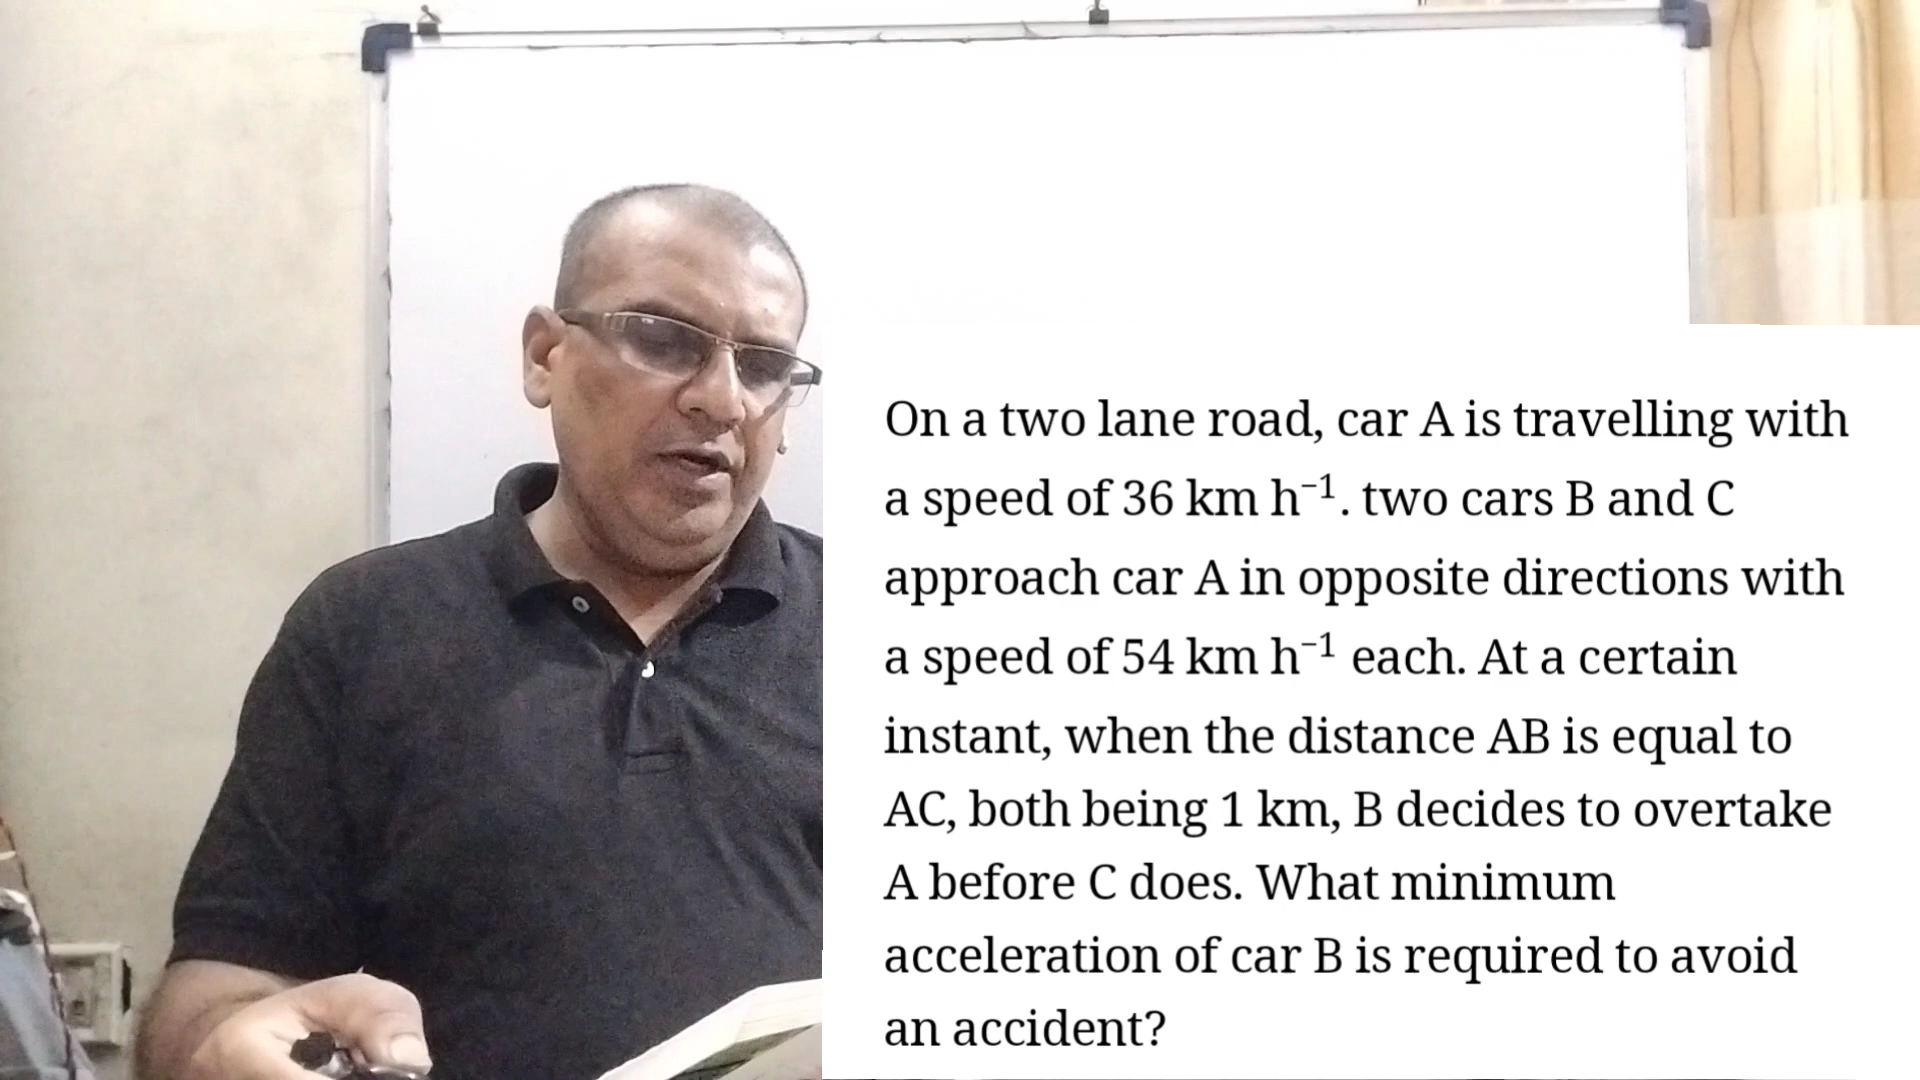 On a two lane road, car A is travelling with
a speed of 36 km h⁻¹. two cars B and C
approach car A in opposite directions with
a speed of 54 km h⁻¹ each. At a certain
instant, when the distance AB is equal to
AC, both being 1 km, B decides to overtake
A before C does. What minimum
acceleration of car B is required to avoid
an accident?